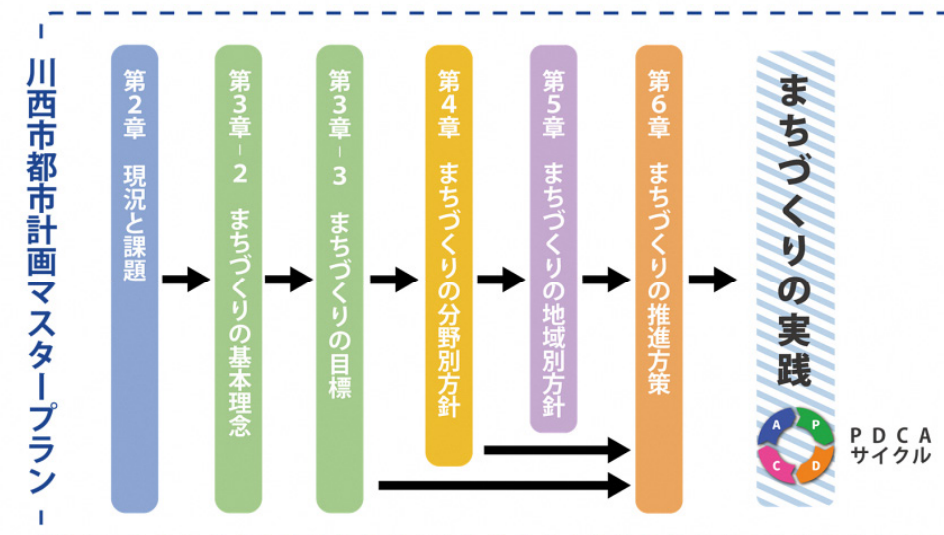 川西市都市計画マスタープラン
第2章 現況と課題
第3章-2 まちづくりの基本理念
第3章-3 まちづくりの目標
第4章 まちづくりの分野別方針
第5章 まちづくりの地域別方針
第6章 まちづくりの推進方策
まちづくりの実践
A P
C D
PDCA
サイクル